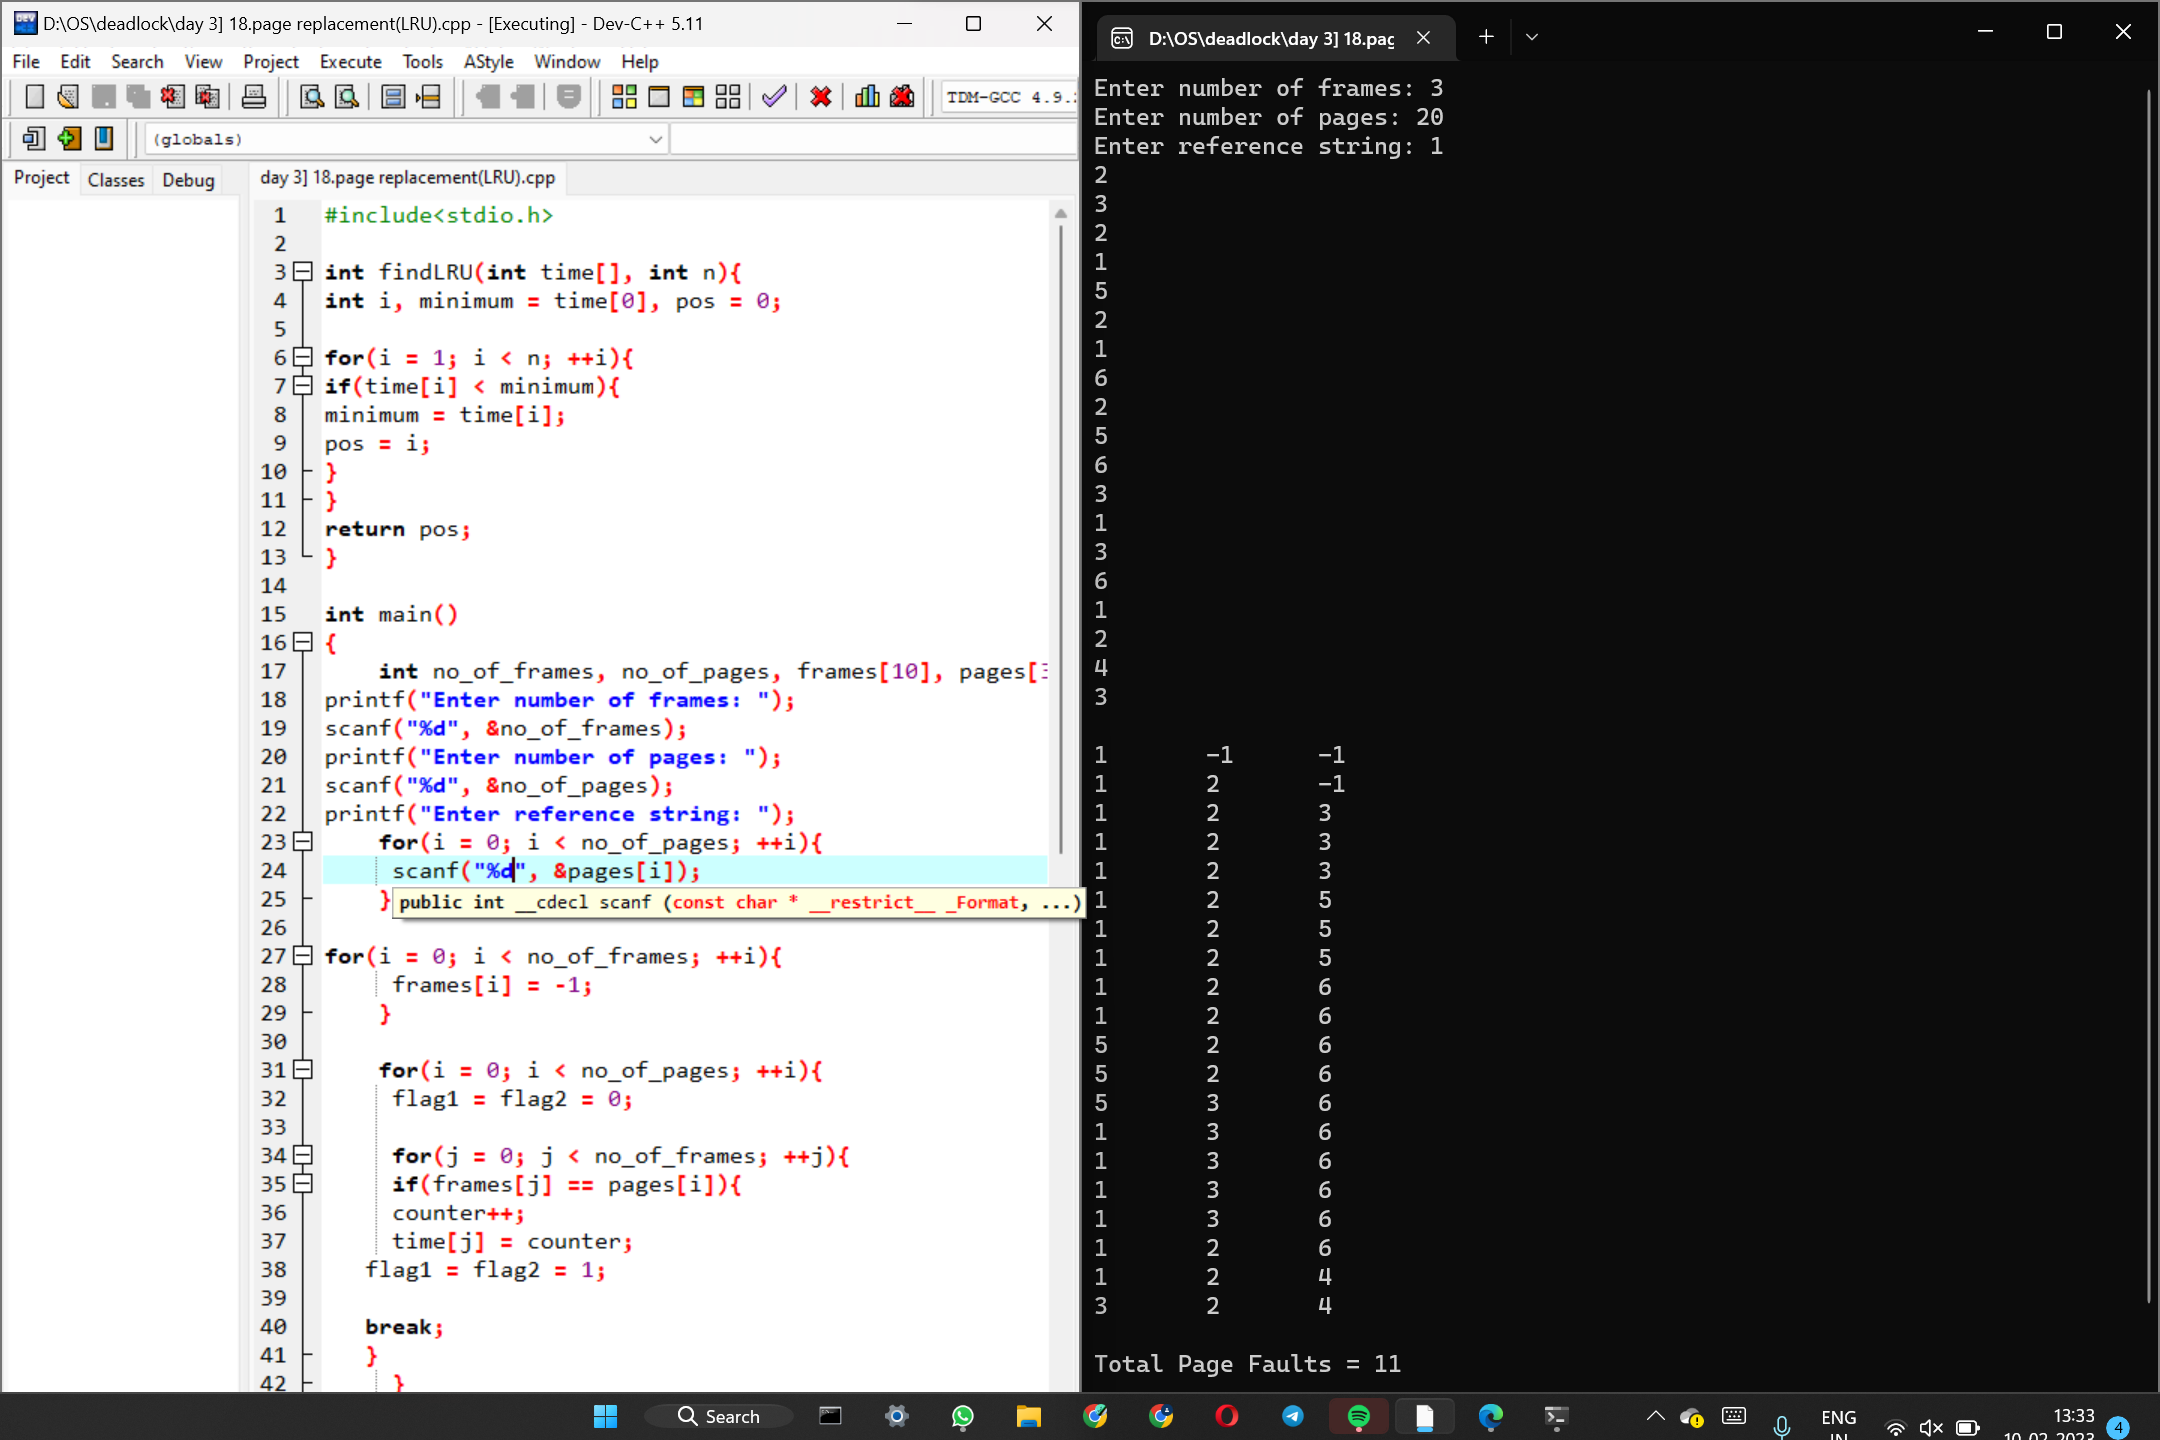 D:\OS\deadlock\day 3] 18.page replacement(LRU).cpp - [Executing] - Dev-C++ 5.11
File Edit Search View Project Execute Tools AStyle Window Help
TDM-GCC 4.9.
(globals)
Project Classes Debug
day 3] 18.page replacement(LRU).cpp
1 #include<stdio.h>
2
3 int findLRU(int time[], int n){
4 int i, minimum = time[0], pos = 0;
5
6 for(i = 1; i < n; ++i){
7 if(time[i] < minimum){
8 minimum = time[i];
9 pos = i;
10 }
11 }
12 return pos;
13 }
14
15 int main()
16 {
17 int no_of_frames, no_of_pages, frames[10], pages[3
18 printf("Enter number of frames: ");
19 scanf("%d", &no_of_frames);
20 printf("Enter number of pages: ");
21 scanf("%d", &no_of_pages);
22 printf("Enter reference string: ");
23 for(i = 0; i < no_of_pages; ++i){
24 scanf("%d", &pages[i]);
25 }
public int __cdecl scanf (const char * __restrict__ _Format, ...)
26
27 for(i = 0; i < no_of_frames; ++i){
28 frames[i] = -1;
29 }
30
31 for(i = 0; i < no_of_pages; ++i){
32 flag1 = flag2 = 0;
33
34 for(j = 0; j < no_of_frames; ++j){
35 if(frames[j] == pages[i]){
36 counter++;
37 time[j] = counter;
38 flag1 = flag2 = 1;
39
40 break;
41 }
42 }
D:\OS\deadlock\day 3] 18.pag
Enter number of frames: 3
Enter number of pages: 20
Enter reference string: 1
2
3
2
1
5
2
1
6
2
5
6
3
1
3
6
1
2
4
3
1 -1 -1
1 2 -1
1 2 3
1 2 3
1 2 3
1 2 5
1 2 5
1 2 5
1 2 6
1 2 6
5 2 6
5 2 6
5 3 6
1 3 6
1 3 6
1 3 6
1 3 6
1 2 6
1 2 4
3 2 4
Total Page Faults = 11
Search
ENG
IN
13:33
10-02-2023
4